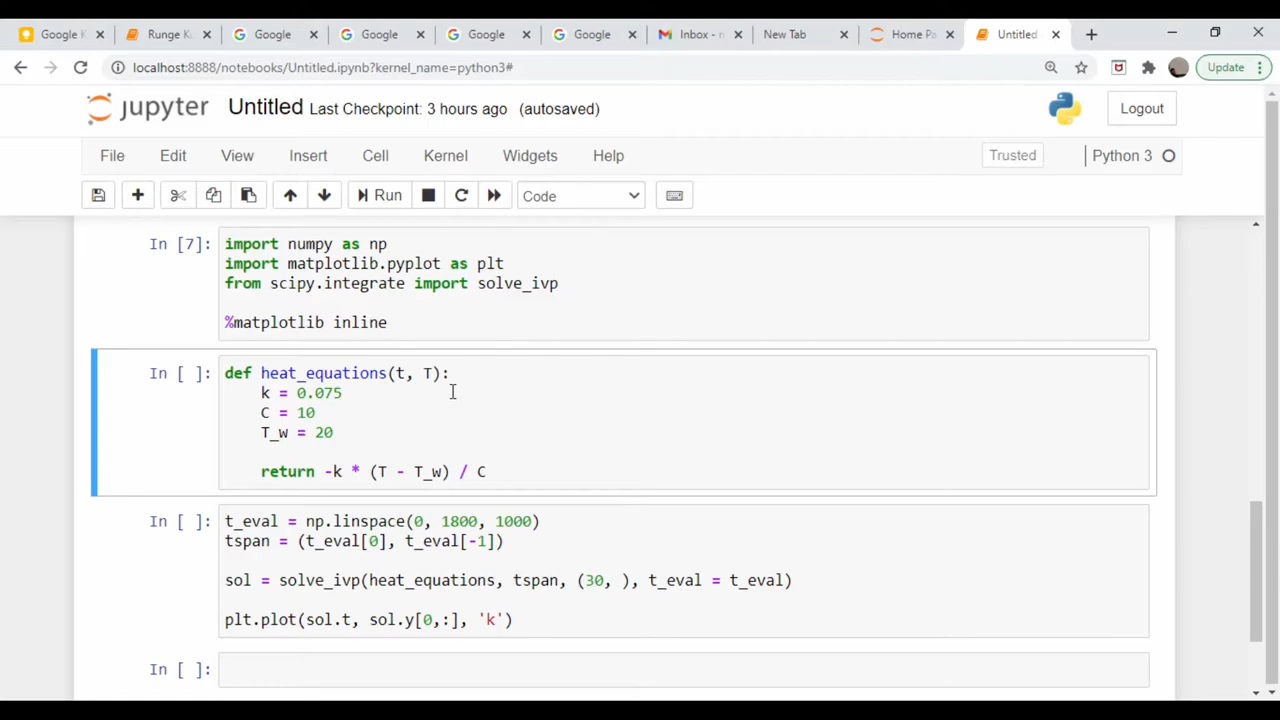 Google K
Runge K
Google
Google
Google
Google
Inbox - n
New Tab
Home Pa
Untitled
localhost:8888/notebooks/Untitled.ipynb?kernel_name=python3#
Update
jupyter Untitled Last Checkpoint: 3 hours ago (autosaved)
Logout
File Edit View Insert Cell Kernel Widgets Help
Trusted
Python 3
Run
Code
In [7]:
import numpy as np
import matplotlib.pyplot as plt
from scipy.integrate import solve_ivp
%matplotlib inline
In [ ]:
def heat_equations(t, T):
k = 0.075
C = 10
T_w = 20
return -k * (T - T_w) / C
In [ ]:
t_eval = np.linspace(0, 1800, 1000)
tspan = (t_eval[0], t_eval[-1])
sol = solve_ivp(heat_equations, tspan, (30, ), t_eval = t_eval)
plt.plot(sol.t, sol.y[0,:], 'k')
In [ ]: